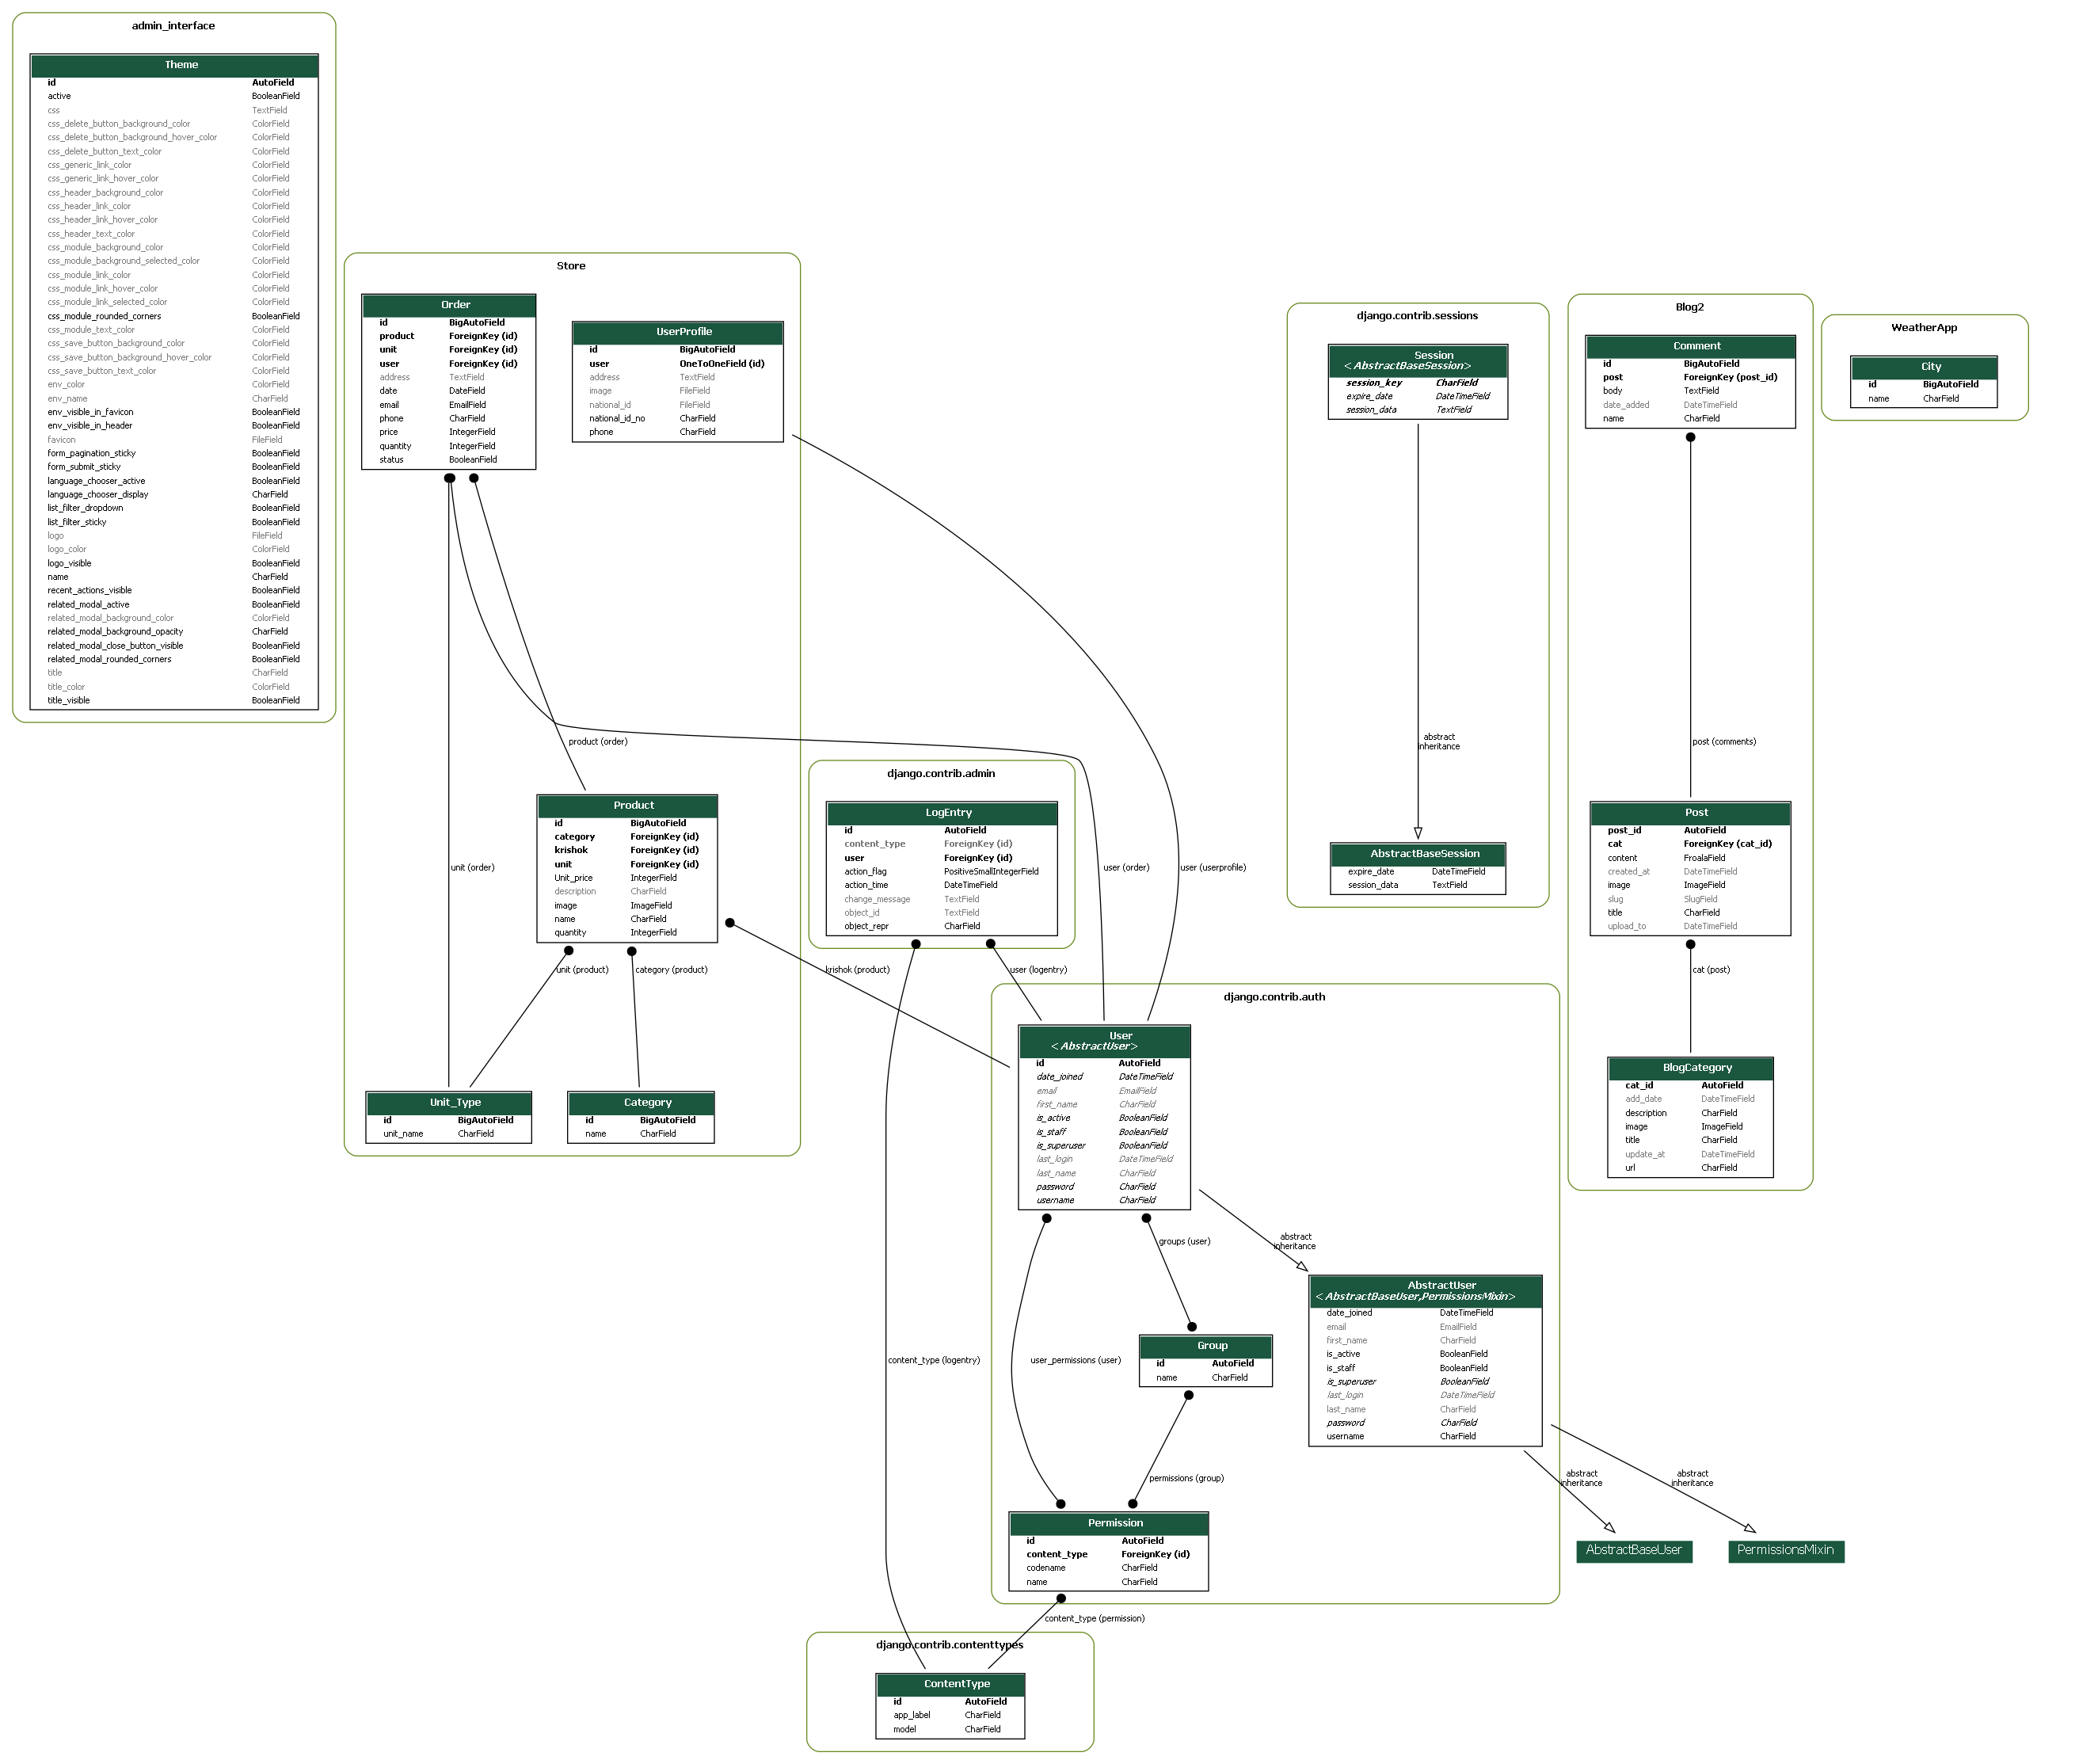 admin_interface
Theme
id AutoField
active BooleanField
css TextField
css_delete_button_background_color ColorField
css_delete_button_background_hover_color ColorField
css_delete_button_text_color ColorField
css_generic_link_color ColorField
css_generic_link_hover_color ColorField
css_header_background_color ColorField
css_header_link_color ColorField
css_header_link_hover_color ColorField
css_header_text_color ColorField
css_module_background_color ColorField
css_module_background_selected_color ColorField
css_module_link_color ColorField
css_module_link_hover_color ColorField
css_module_link_selected_color ColorField
css_module_rounded_corners BooleanField
css_module_text_color ColorField
css_save_button_background_color ColorField
css_save_button_background_hover_color ColorField
css_save_button_text_color ColorField
env_color ColorField
env_name CharField
env_visible_in_favicon BooleanField
env_visible_in_header BooleanField
favicon FileField
form_pagination_sticky BooleanField
form_submit_sticky BooleanField
language_chooser_active BooleanField
language_chooser_display CharField
list_filter_dropdown BooleanField
list_filter_sticky BooleanField
logo FileField
logo_color ColorField
logo_visible BooleanField
name CharField
recent_actions_visible BooleanField
related_modal_active BooleanField
related_modal_background_color ColorField
related_modal_background_opacity CharField
related_modal_close_button_visible BooleanField
related_modal_rounded_corners BooleanField
title CharField
title_color ColorField
title_visible BooleanField
Store
Order
id BigAutoField
product ForeignKey (id)
unit ForeignKey (id)
user ForeignKey (id)
address TextField
date DateField
email EmailField
phone CharField
price IntegerField
quantity IntegerField
status BooleanField
UserProfile
id BigAutoField
user OneToOneField (id)
address TextField
image FileField
national_id FileField
national_id_no CharField
phone CharField
product (order)
unit (order)
Product
id BigAutoField
category ForeignKey (id)
krishok ForeignKey (id)
unit ForeignKey (id)
Unit_price IntegerField
description CharField
image ImageField
name CharField
quantity IntegerField
unit (product)
category (product)
Unit_Type
id BigAutoField
unit_name CharField
Category
id BigAutoField
name CharField
django.contrib.admin
LogEntry
id AutoField
content_type ForeignKey (id)
user ForeignKey (id)
action_flag PositiveSmallIntegerField
action_time DateTimeField
change_message TextField
object_id TextField
object_repr CharField
krishok (product)
user (logentry)
user (order)
user (userprofile)
django.contrib.sessions
Session
<AbstractBaseSession>
session_key CharField
expire_date DateTimeField
session_data TextField
abstract
inheritance
AbstractBaseSession
expire_date DateTimeField
session_data TextField
Blog2
Comment
id BigAutoField
post ForeignKey (post_id)
body TextField
date_added DateTimeField
name CharField
post (comments)
Post
post_id AutoField
cat ForeignKey (cat_id)
content FroalaField
created_at DateTimeField
image ImageField
slug SlugField
title CharField
upload_to DateTimeField
cat (post)
BlogCategory
cat_id AutoField
add_date DateTimeField
description CharField
image ImageField
title CharField
update_at DateTimeField
url CharField
WeatherApp
City
id BigAutoField
name CharField
django.contrib.auth
User
<AbstractUser>
id AutoField
date_joined DateTimeField
email EmailField
first_name CharField
is_active BooleanField
is_staff BooleanField
is_superuser BooleanField
last_login DateTimeField
last_name CharField
password CharField
username CharField
groups (user)
abstract
inheritance
user_permissions (user)
content_type (logentry)
Group
id AutoField
name CharField
AbstractUser
<AbstractBaseUser,PermissionsMixin>
date_joined DateTimeField
email EmailField
first_name CharField
is_active BooleanField
is_staff BooleanField
is_superuser BooleanField
last_login DateTimeField
last_name CharField
password CharField
username CharField
permissions (group)
abstract
inheritance
abstract
inheritance
Permission
id AutoField
content_type ForeignKey (id)
codename CharField
name CharField
AbstractBaseUser
PermissionsMixin
content_type (permission)
django.contrib.contenttypes
ContentType
id AutoField
app_label CharField
model CharField